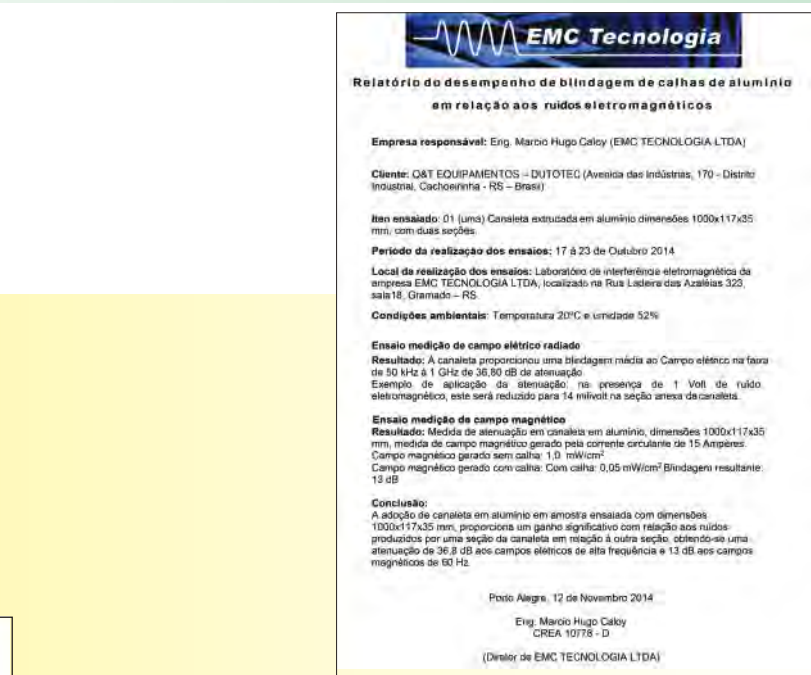 EMC Tecnologia
Relatório do desempenho de blindagem de calhas de alumínio
em relação aos ruídos eletromagnéticos
Empresa responsável: Eng. Marcio Hugo Caloy (EMC TECNOLOGIA LTDA)
Cliente: Q&T EQUIPAMENTOS – DUTOTEC (Avenida das Indústrias, 170 - Distrito
Industrial, Cachoeirinha - RS – Brasil)
Iten ensaiado: 01 (uma) Canaleta extrudada em alumínio dimensões 1000x117x35
mm, com duas seções.
Período da realização dos ensaios: 17 à 23 de Outubro 2014
Local da realização dos ensaios: Laboratório de interferência eletromagnética da
empresa EMC TECNOLOGIA LTDA, localizado na Rua Ladeira das Azaléias 323,
sala18, Gramado – RS.
Condições ambientais: Temperatura 20ºC e umidade 52%
Ensaio medição de campo elétrico radiado
Resultado: A canaleta proporcionou uma blindagem média ao Campo elétrico na faixa
de 50 kHz à 1 GHz de 36,80 dB de atenuação.
Exemplo de aplicação da atenuação: na presença de 1 Volt de ruído
eletromagnético, este será reduzido para 14 milivolt na seção anexa da canaleta.
Ensaio medição de campo magnético
Resultado: Medida de atenuação em canaleta em alumínio, dimensões 1000x117x35
mm, medida de campo magnético gerado pela corrente circulante de 15 Ampères.
Campo magnético gerado sem calha: 1,0 mW/cm²
Campo magnético gerado com calha: Com calha: 0,05 mW/cm² Blindagem resultante:
13 dB
Conclusão:
A adoção de canaleta em alumínio em amostra ensaiada com dimensões
1000x117x35 mm, proporciona um ganho significativo com relação aos ruídos
produzidos por uma seção da canaleta em relação à outra seção, obtendo-se uma
atenuação de 36,8 dB aos campos elétricos de alta frequência e 13 dB aos campos
magnéticos de 60 Hz.
Porto Alegre, 12 de Novembro 2014
Eng. Marcio Hugo Caloy
CREA 10778 - D
(Diretor de EMC TECNOLOGIA LTDA)